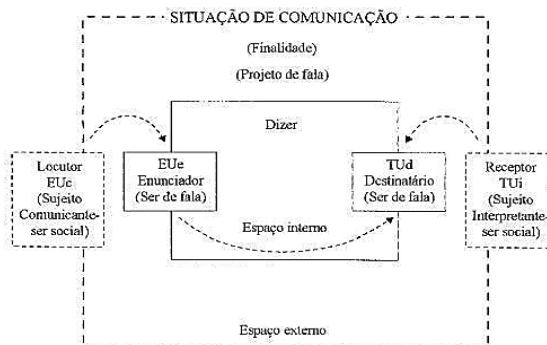 SITUAÇÃO DE COMUNICAÇÃO
(Finalidade)
(Projeto de fala)
Dizer
Locutor
EUc
(Sujeito
Comunicante-
ser social)
EUe
Enunciador
(Ser de fala)
TUd
Destinatário
(Ser de fala)
Receptor
TUi
(Sujeito
Interpretante-
ser social)
Espaço interno
Espaço externo